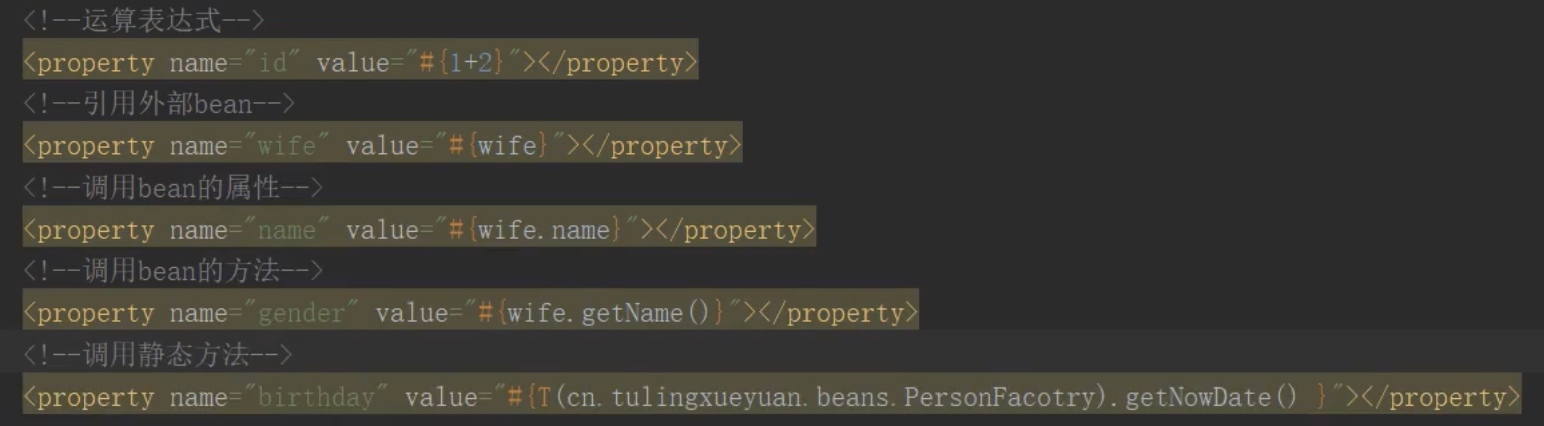 <!--运算表达式-->
<property name="id" value="#{1+2}"></property>
<!--引用外部bean-->
<property name="wife" value="#{wife}"></property>
<!--调用bean的属性-->
<property name="name" value="#{wife.name}"></property>
<!--调用bean的方法-->
<property name="gender" value="#{wife.getName()}"></property>
<!--调用静态方法-->
<property name="birthday" value="#{T(cn.tulingxueyuan.beans.PersonFacotry).getNowDate() }"></property>